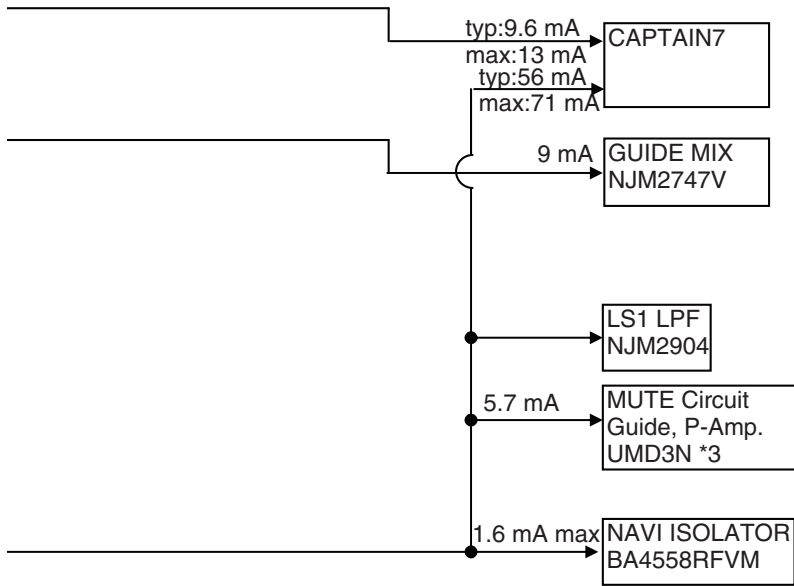 typ:9.6 mA
max:13 mA
typ:56 mA
max:71 mA
CAPTAIN7
9 mA
GUIDE MIX
NJM2747V
LS1 LPF
NJM2904
5.7 mA
MUTE Circuit
Guide, P-Amp.
UMD3N *3
1.6 mA max
NAVI ISOLATOR
BA4558RFVM